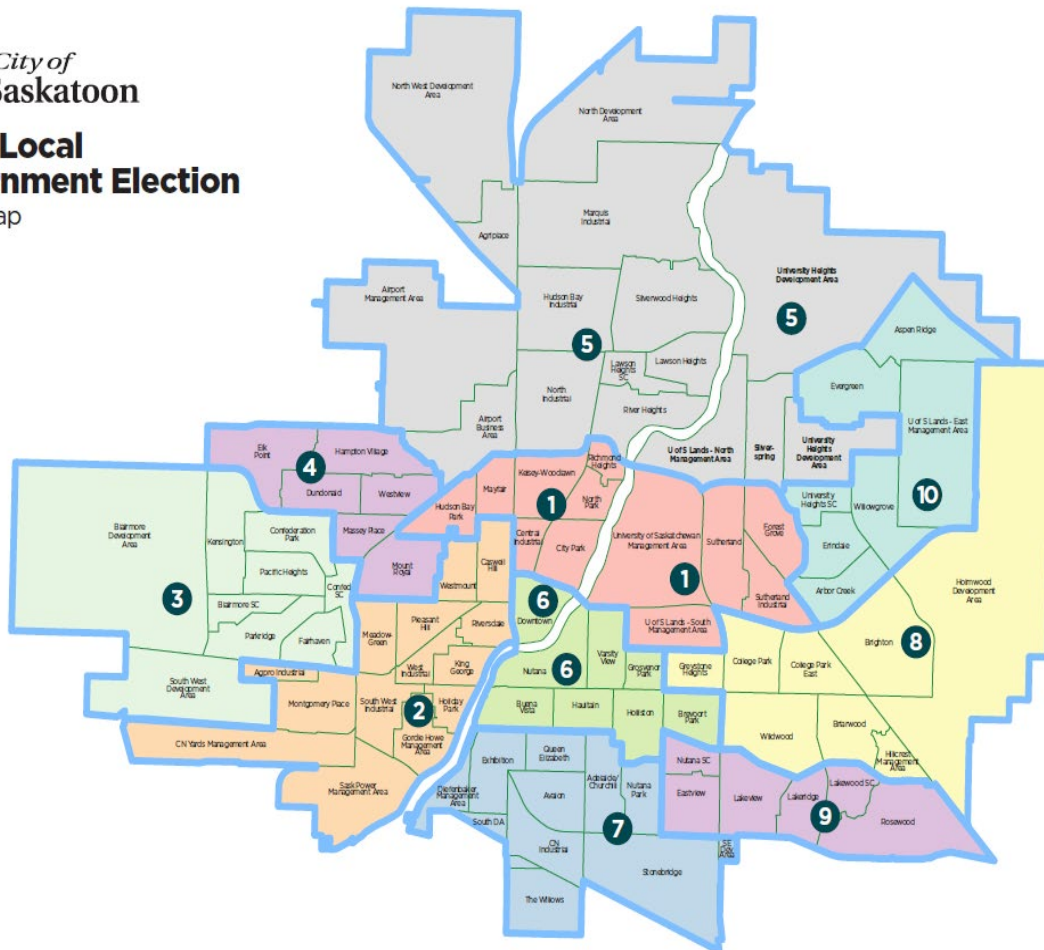 City of
Saskatoon
Local
nment Election
ap
North West Development
Area
North Development
Area
Marquis
Industrial
Agriplace
University Heights
Development Area
Airport
Management Area
Hudson Bay
Industrial
Silverwood Heights
5
5
Aspen Ridge
Lawson
Heights
SC
Lawson Heights
Evergreen
North
Industrial
River Heights
Airport
Business
Area
U of S Lands - East
Management Area
U of S Lands - North
Management Area
Silver-
spring
University
Heights
Development
Area
Elk
Point
Hampton Village
4
Richmond
Heights
Kelsey-Woodlawn
Mayfair
Dundonald
Westview
10
University
Heights SC
Willowgrove
North
Park
1
Hudson Bay
Park
Blairmore
Development
Area
Massey Place
Confederation
Park
Kensington
Central
Industrial
City Park
University of Saskatchewan
Management Area
Sutherland
Forest
Grove
Erindale
Mount
Royal
Pacific Heights
Caswell
Hill
Westmount
1
Arbor Creek
Holmwood
Development
Area
Confed
SC
3
Blairmore SC
Sutherland
Industrial
6
Downtown
Parkridge
Fairhaven
Meadow-
Green
Pleasant
Hill
Riversdale
U of S Lands - South
Management Area
8
Brighton
South West
Development
Area
Agpro Industrial
West
Industrial
King
George
Nutana
6
Varsity
View
Grosvenor
Park
Greystone
Heights
College Park
College Park
East
Montgomery Place
South West
Industrial
2
Holiday
Park
Buena
Vista
Haultain
Holliston
Brevoort
Park
Briarwood
CN Yards Management Area
Gordie Howe
Management
Area
Wildwood
Hillcrest
Management
Area
Exhibition
Queen
Elizabeth
Nutana SC
SaskPower
Management Area
Diefenbaker
Management
Area
Avalon
Adelaide/
Churchill
Nutana
Park
Eastview
Lakeview
Lakeridge
Lakewood SC
9
Rosewood
South DA
7
CN
Industrial
SE
Dev
Area
Stonebridge
The Willows